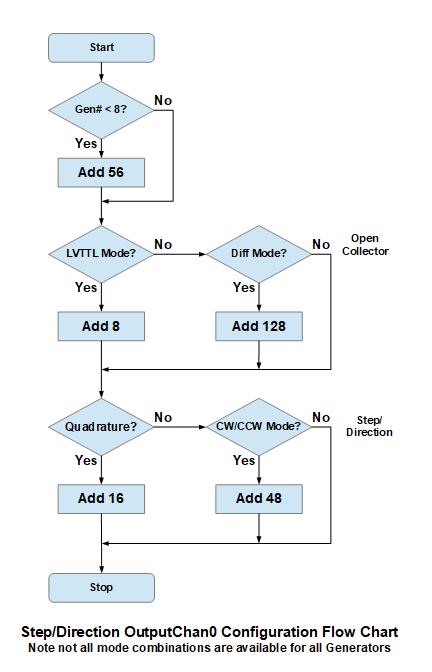 Start
Gen# < 8?
No
Yes
Add 56
LVTTL Mode?
No
Diff Mode?
No
Open
Collector
Yes
Yes
Add 8
Add 128
Quadrature?
No
CW/CCW Mode?
No
Step/
Direction
Yes
Yes
Add 16
Add 48
Stop
Step/Direction OutputChan0 Configuration Flow Chart
Note not all mode combinations are available for all Generators